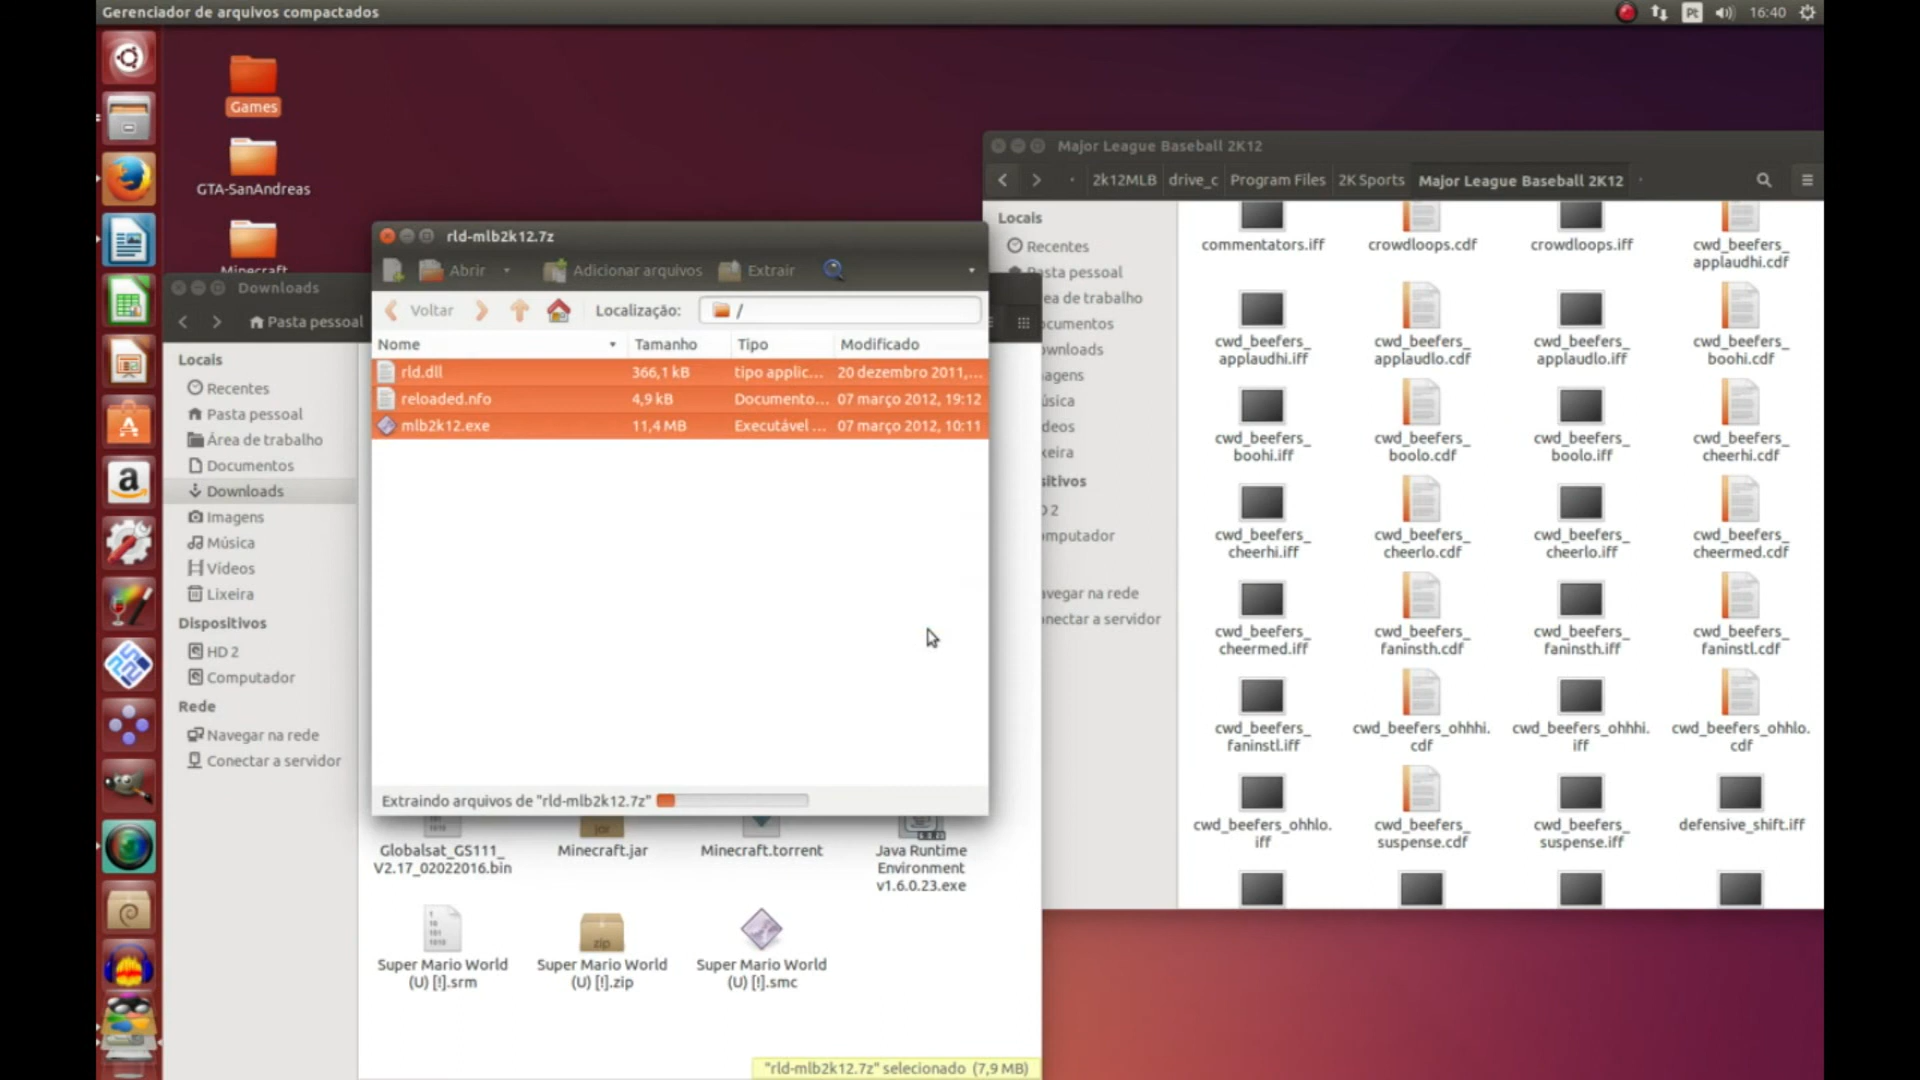 Gerenciador de arquivos compactados
Pt
16:40
Games
GTA-SanAndreas
Minecraft
Major League Baseball 2K12
2k12MLB
drive_c
Program Files
2K Sports
Major League Baseball 2K12
Locais
Recentes
Pasta pessoal
ea de trabalho
cumentos
wnloads
agens
úsica
deos
xeira
sitivos
2
mputador
avegar na rede
nectar a servidor
commentators.iff
crowdloops.cdf
crowdloops.iff
cwd_beefers_
applaudhi.cdf
cwd_beefers_
applaudhi.iff
cwd_beefers_
applaudlo.cdf
cwd_beefers_
applaudlo.iff
cwd_beefers_
boohi.cdf
cwd_beefers_
boohi.iff
cwd_beefers_
boolo.cdf
cwd_beefers_
boolo.iff
cwd_beefers_
cheerhi.cdf
cwd_beefers_
cheerhi.iff
cwd_beefers_
cheerlo.cdf
cwd_beefers_
cheerlo.iff
cwd_beefers_
cheermed.cdf
cwd_beefers_
cheermed.iff
cwd_beefers_
faninsth.cdf
cwd_beefers_
faninsth.iff
cwd_beefers_
faninstl.cdf
cwd_beefers_
faninstl.iff
cwd_beefers_ohhhi.
cdf
cwd_beefers_ohhhi.
iff
cwd_beefers_ohhlo.
cdf
cwd_beefers_ohhlo.
iff
cwd_beefers_
suspense.cdf
cwd_beefers_
suspense.iff
defensive_shift.iff
rld-mlb2k12.7z
Abrir
Adicionar arquivos
Extrair
Voltar
Localização:
/
Nome
Tamanho
Tipo
Modificado
rld.dll
366,1 kB
tipo applic...
20 dezembro 2011,...
reloaded.nfo
4,9 kB
Documento...
07 março 2012, 19:12
mlb2k12.exe
11,4 MB
Executável ...
07 março 2012, 10:11
Extraindo arquivos de "rld-mlb2k12.7z"
Downloads
Pasta pessoal
Locais
Recentes
Pasta pessoal
Área de trabalho
Documentos
Downloads
Imagens
Música
Vídeos
Lixeira
Dispositivos
HD 2
Computador
Rede
Navegar na rede
Conectar a servidor
Globalsat_GS111_
V2.17_02022016.bin
jar
Minecraft.jar
Minecraft.torrent
Java Runtime
Environment
v1.6.0.23.exe
Super Mario World
(U) [!].srm
zip
Super Mario World
(U) [!].zip
Super Mario World
(U) [!].smc
"rld-mlb2k12.7z" selecionado (7,9 MB)